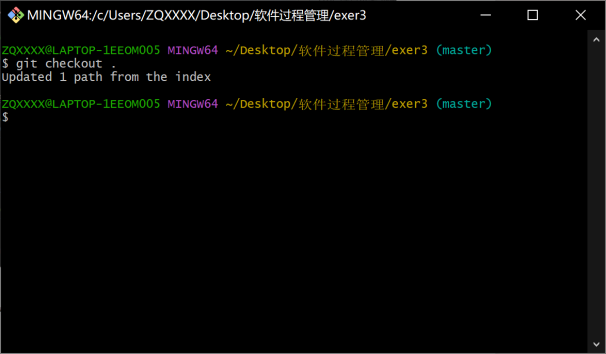 MINGW64:/c/Users/ZQXXXX/Desktop/软件过程管理/exer3
ZQXXXX@LAPTOP-1EEOM005 MINGW64 ~/Desktop/软件过程管理/exer3 (master)
$ git checkout .
Updated 1 path from the index
ZQXXXX@LAPTOP-1EEOM005 MINGW64 ~/Desktop/软件过程管理/exer3 (master)
$